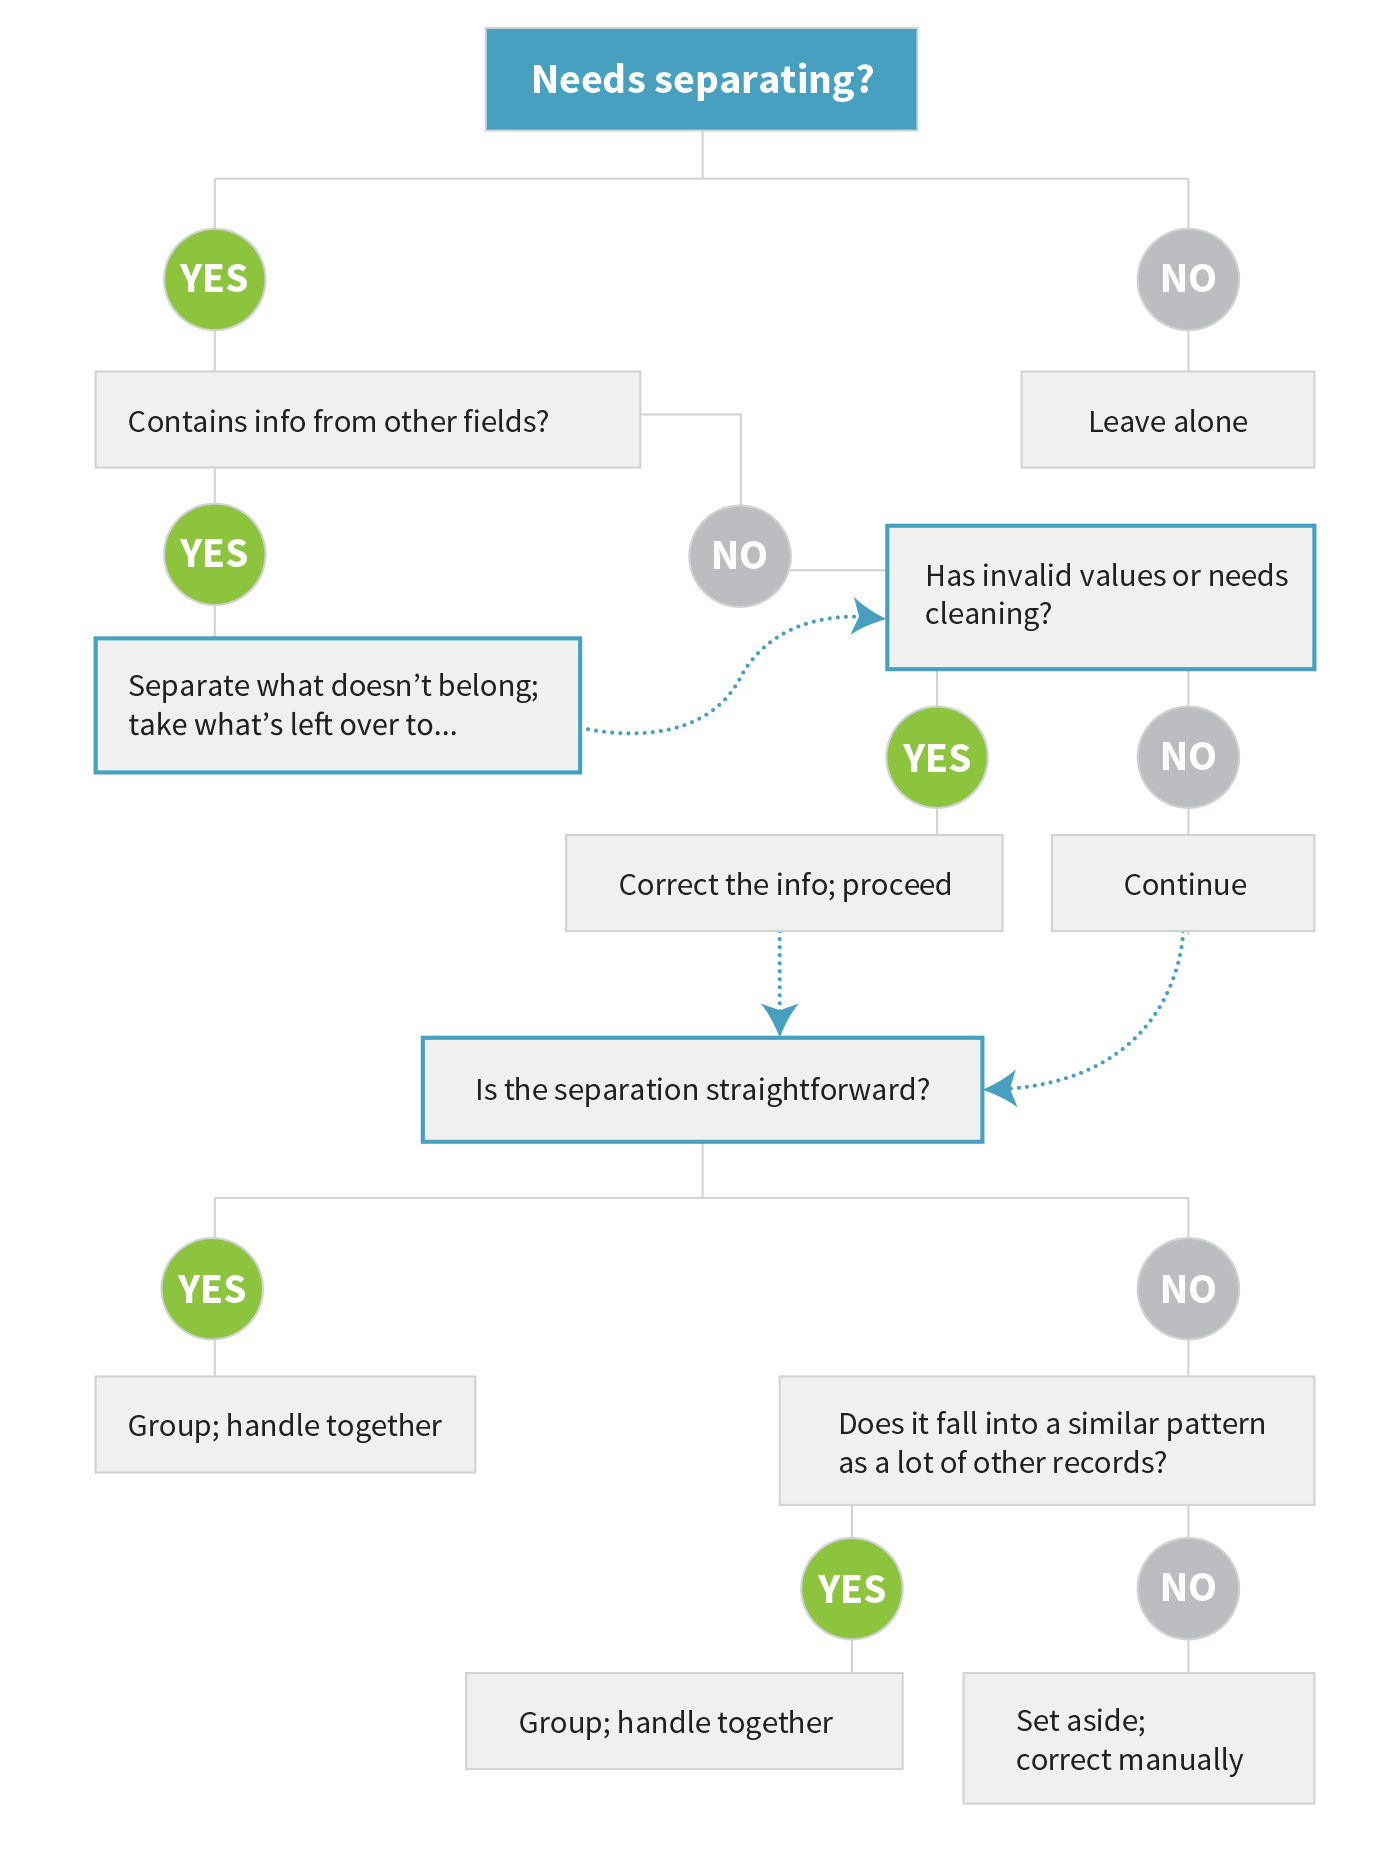 Needs separating?
YES
NO
Contains info from other fields?
Leave alone
YES
NO
Has invalid values or needs
cleaning?
Separate what doesn’t belong;
take what’s left over to...
YES
NO
Correct the info; proceed
Continue
Is the separation straightforward?
YES
NO
Group; handle together
Does it fall into a similar pattern
as a lot of other records?
YES
NO
Group; handle together
Set aside;
correct manually